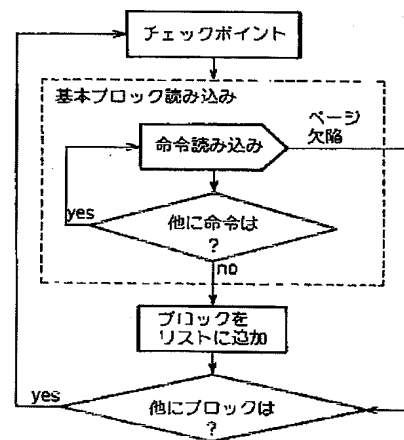 チェックポイント
基本ブロック読み込み
ページ
欠陥
命令読み込み
yes
他に命令は
?
no
ブロックを
リストに追加
yes
他にブロックは
?